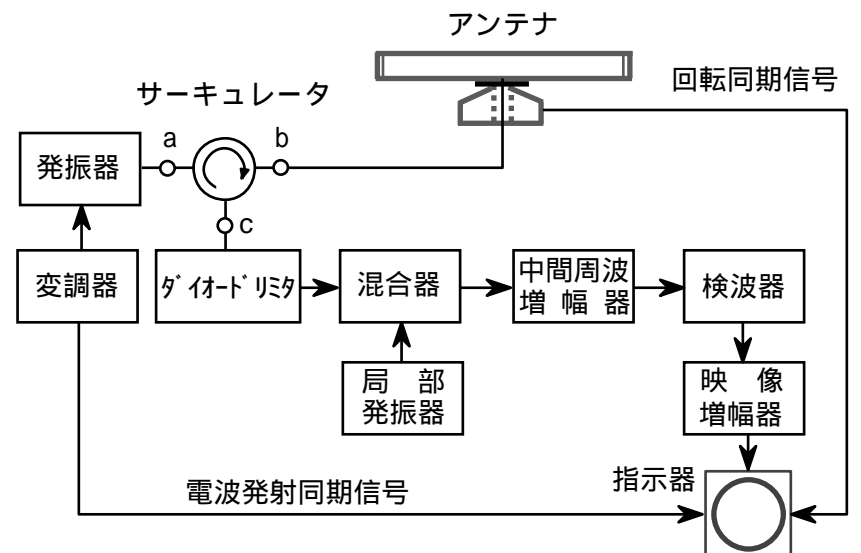 アンテナ
回転同期信号
サーキュレータ
a
b
発振器
c
変調器
ﾀﾞｲｵｰﾄﾞﾘﾐﾀ
混合器
中間周波
増 幅 器
検波器
局 部
発振器
映 像
増幅器
電波発射同期信号
指示器